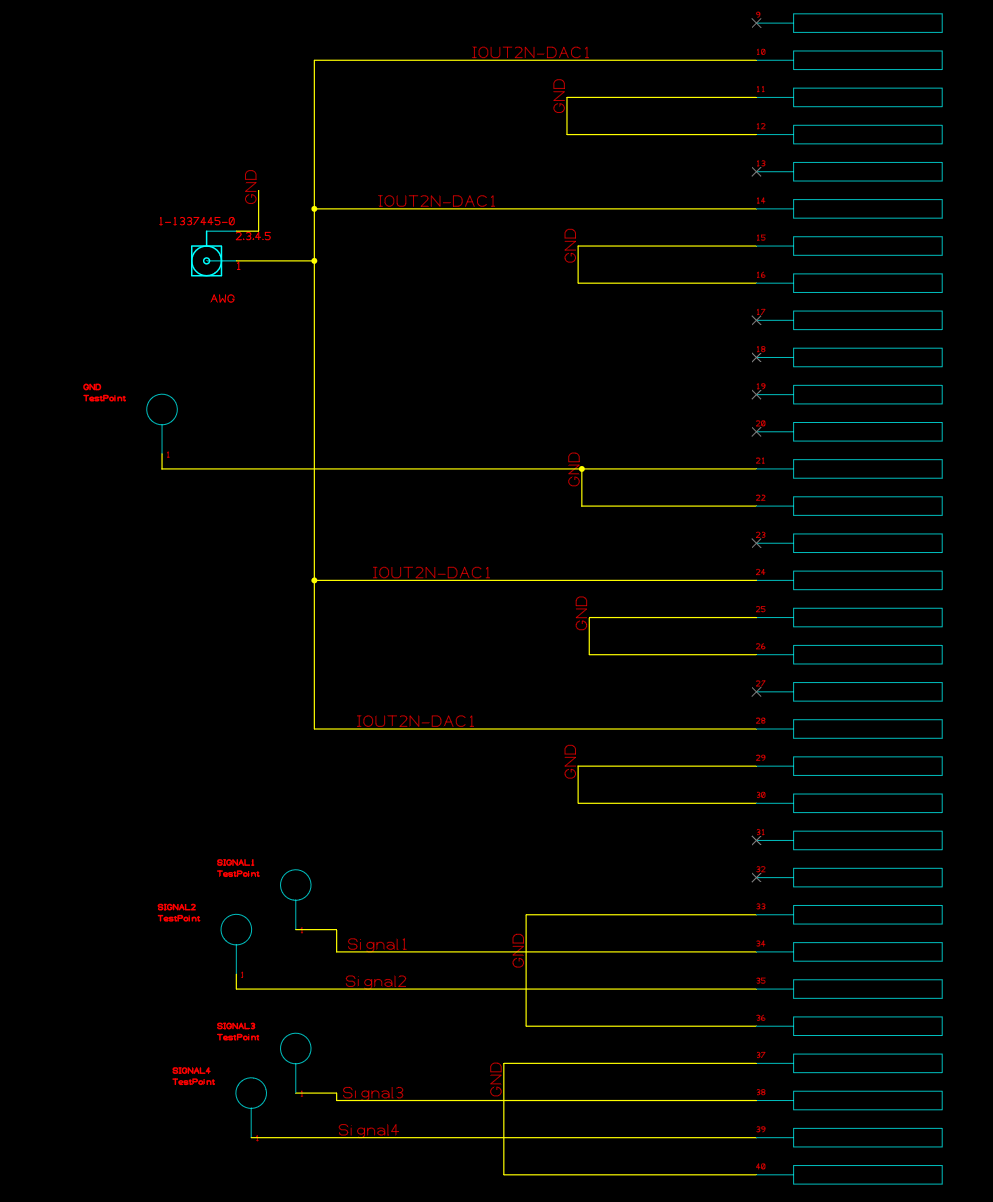 9
IOUT2N-DAC1
10
GND
11
12
13
GND
IOUT2N-DAC1
14
1-1337445-0
2,3,4,5
GND
15
1
16
AWG
17
18
GND
TestPoint
19
20
1
GND
21
22
23
IOUT2N-DAC1
24
GND
25
26
27
IOUT2N-DAC1
28
GND
29
30
31
SIGNAL1
TestPoint
32
SIGNAL2
TestPoint
33
1
Signal1
GND
34
1
Signal2
35
SIGNAL3
TestPoint
36
SIGNAL4
TestPoint
GND
37
1
Signal3
38
1
Signal4
39
40